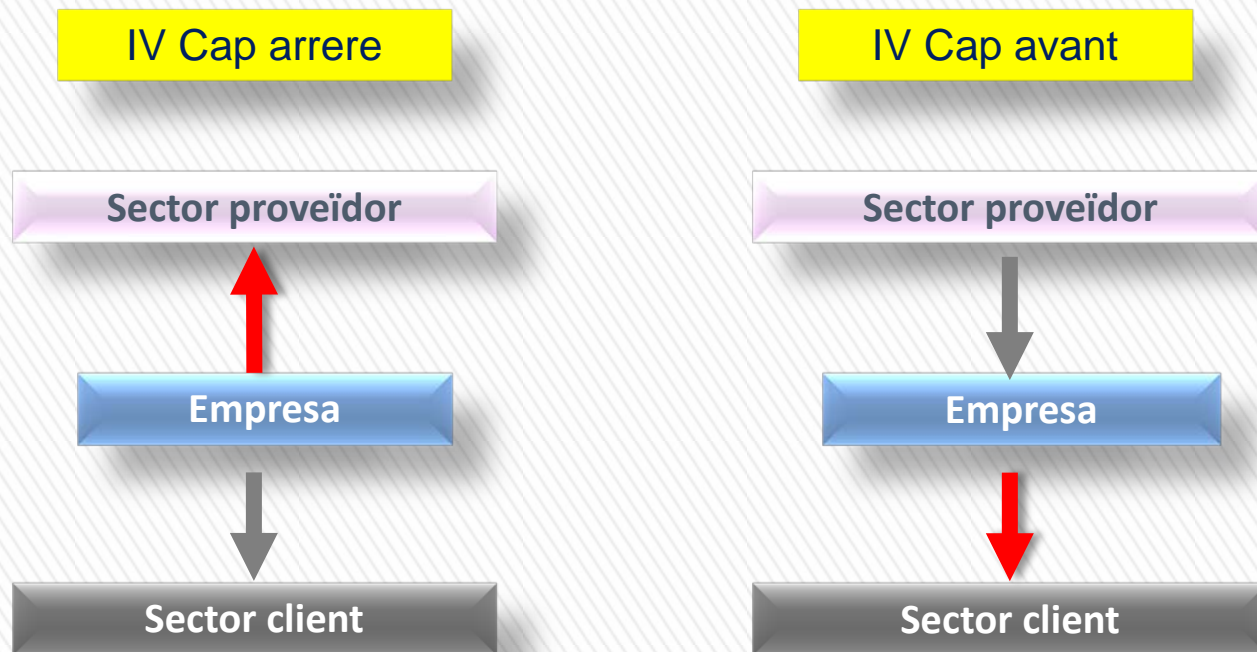 IV Cap arrere
Sector proveïdor
Empresa
Sector client
IV Cap avant
Sector proveïdor
Empresa
Sector client